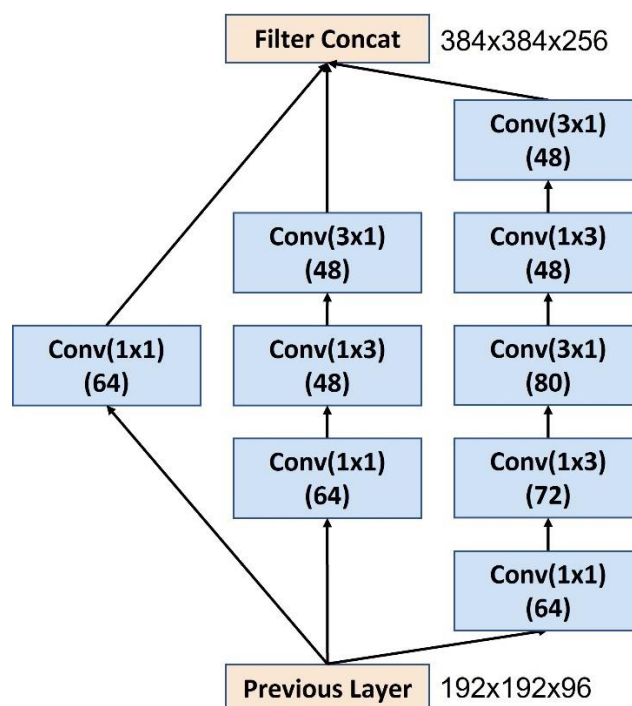 Filter Concat 384x384x256
Conv(3x1)
(48)
Conv(3x1)
(48)
Conv(1x3)
(48)
Conv(1x1)
(64)
Conv(1x3)
(48)
Conv(3x1)
(80)
Conv(1x1)
(64)
Conv(1x3)
(72)
Conv(1x1)
(64)
Previous Layer 192x192x96